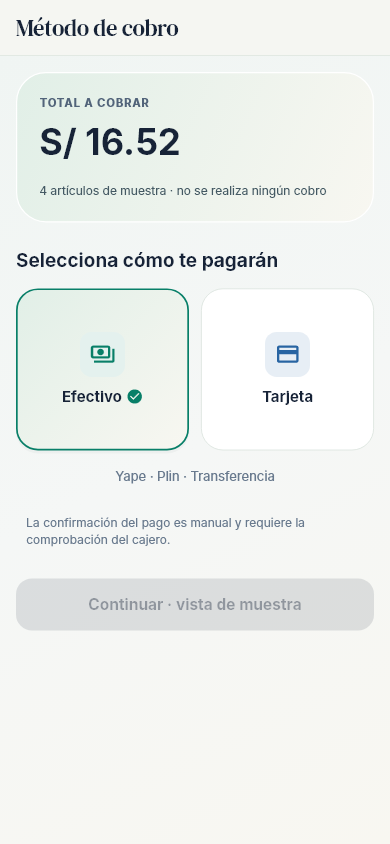 Método de cobro
TOTAL A COBRAR
S/ 16.52
4 artículos de muestra · no se realiza ningún cobro
Selecciona cómo te pagarán
Efectivo
Tarjeta
Yape · Plin · Transferencia
La confirmación del pago es manual y requiere la
comprobación del cajero.
Continuar · vista de muestra